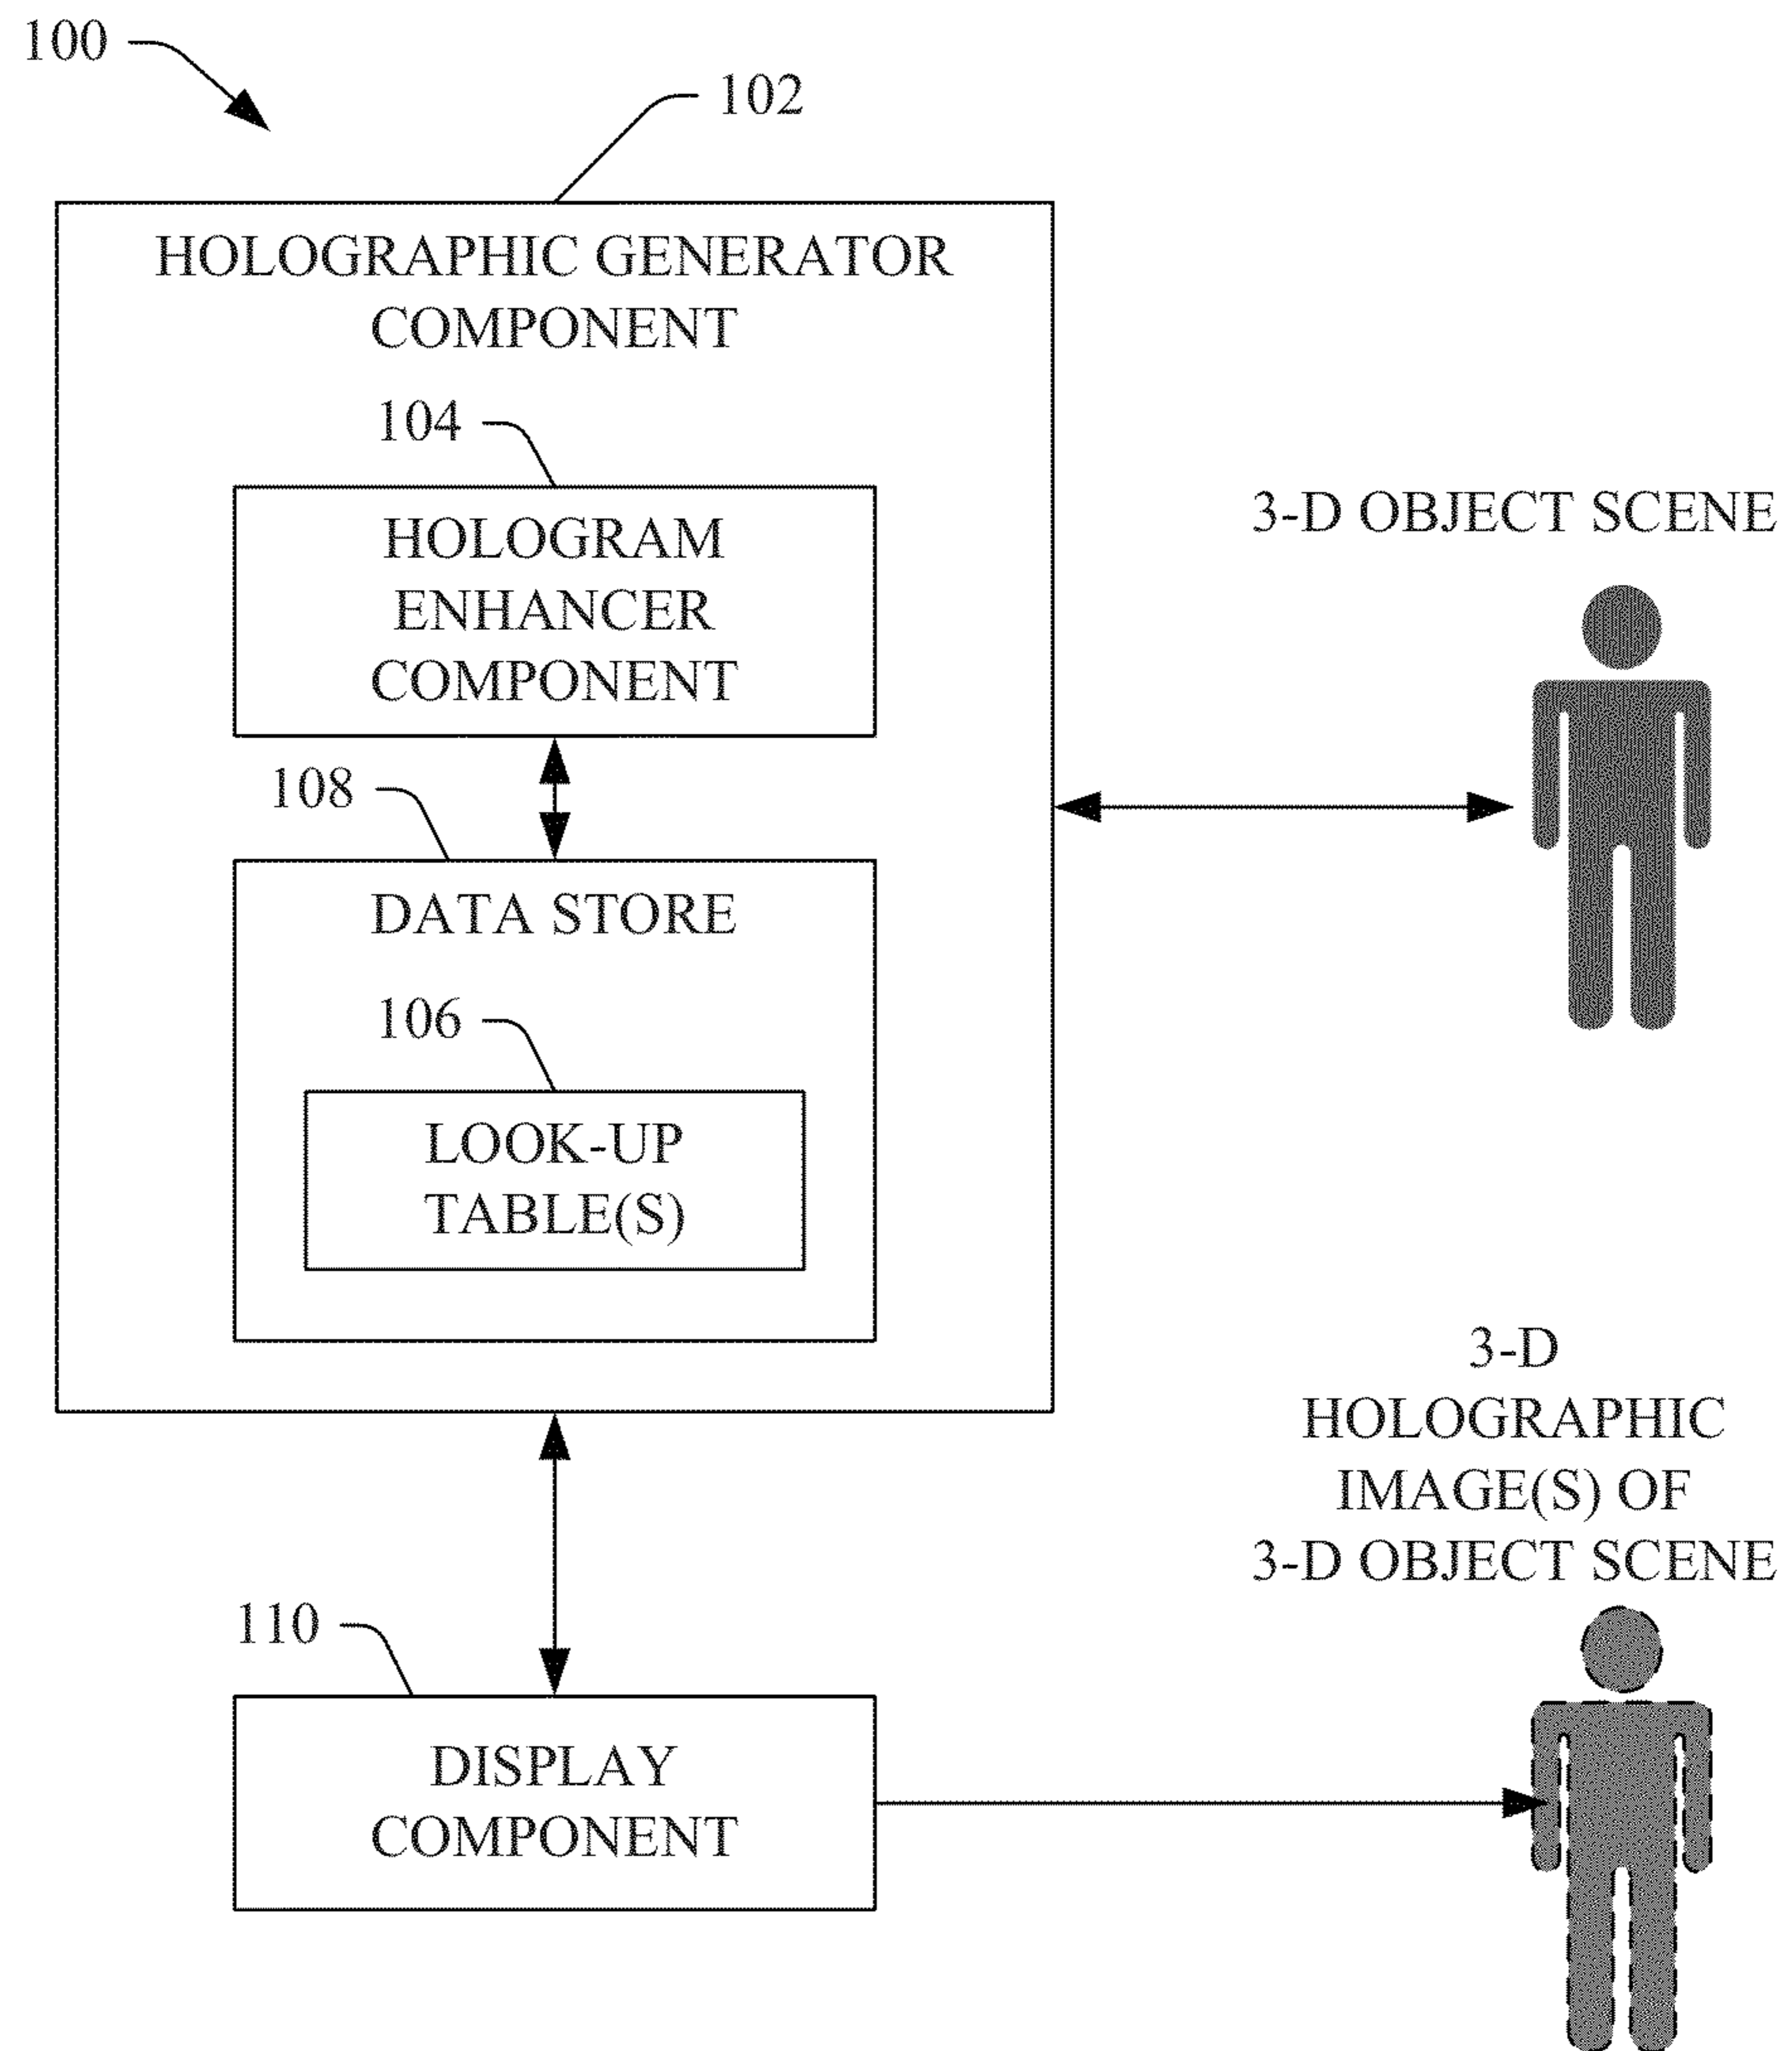 100
102
HOLOGRAPHIC GENERATOR
COMPONENT
104
HOLOGRAM
ENHANCER
COMPONENT
108
DATA STORE
106
LOOK-UP
TABLE(S)
3-D OBJECT SCENE
3-D
HOLOGRAPHIC
IMAGE(S) OF
3-D OBJECT SCENE
110
DISPLAY
COMPONENT